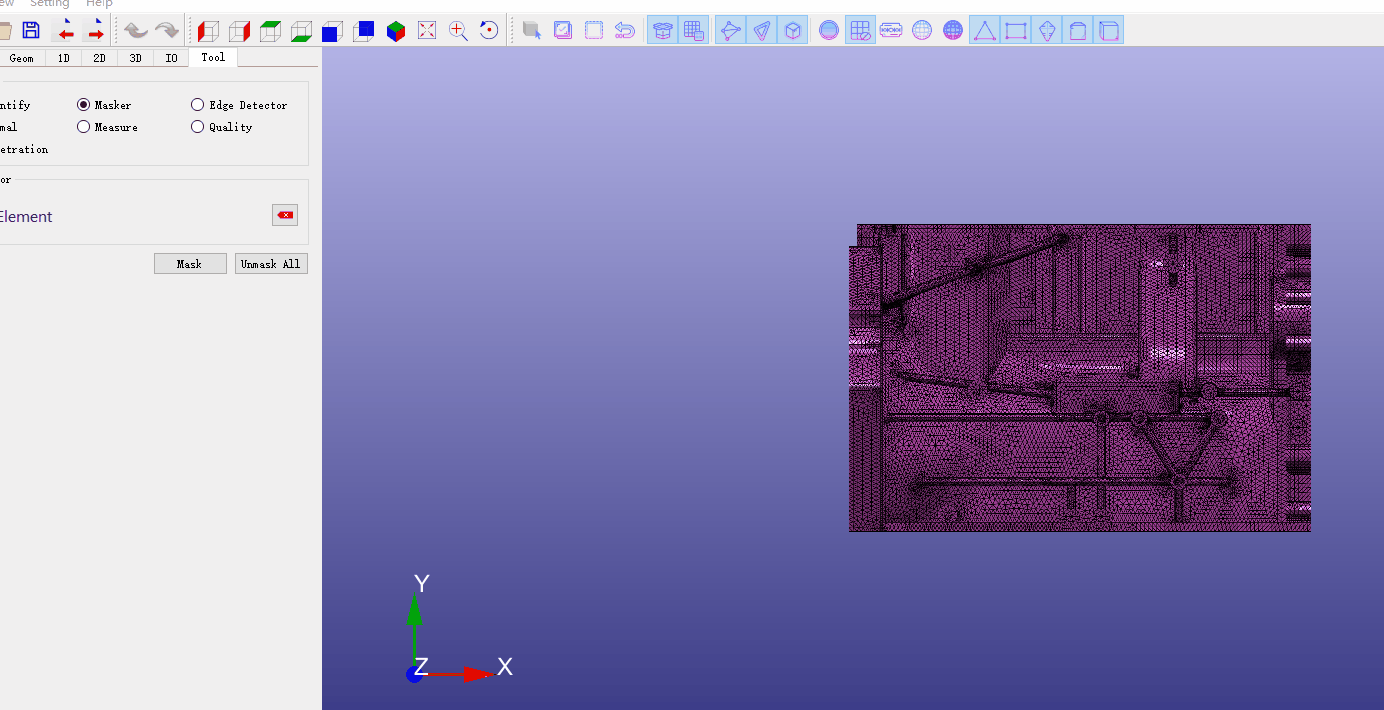 ew Setting Help
Geom 1D 2D 3D IO Tool
ntify Masker Edge Detector
mal Measure Quality
etration
or
Element
Mask Unmask All
Y
Z X